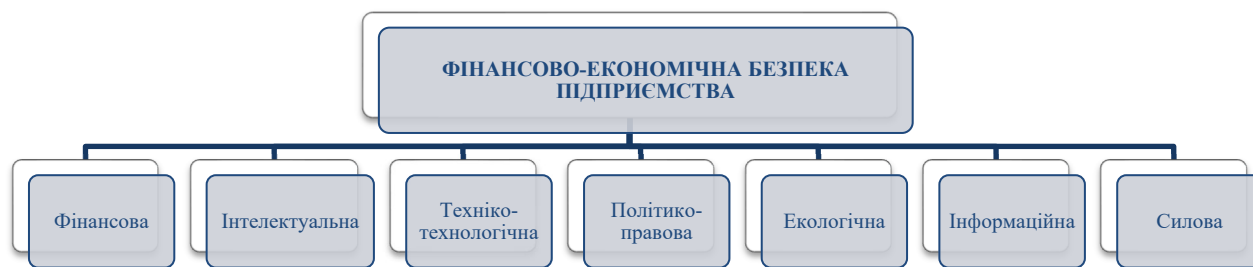 ФІНАНСОВО-ЕКОНОМІЧНА БЕЗПЕКА
ПІДПРИЄМСТВА
Фінансова
Інтелектуальна
Техніко-
технологічна
Політико-
правова
Екологічна
Інформаційна
Силова